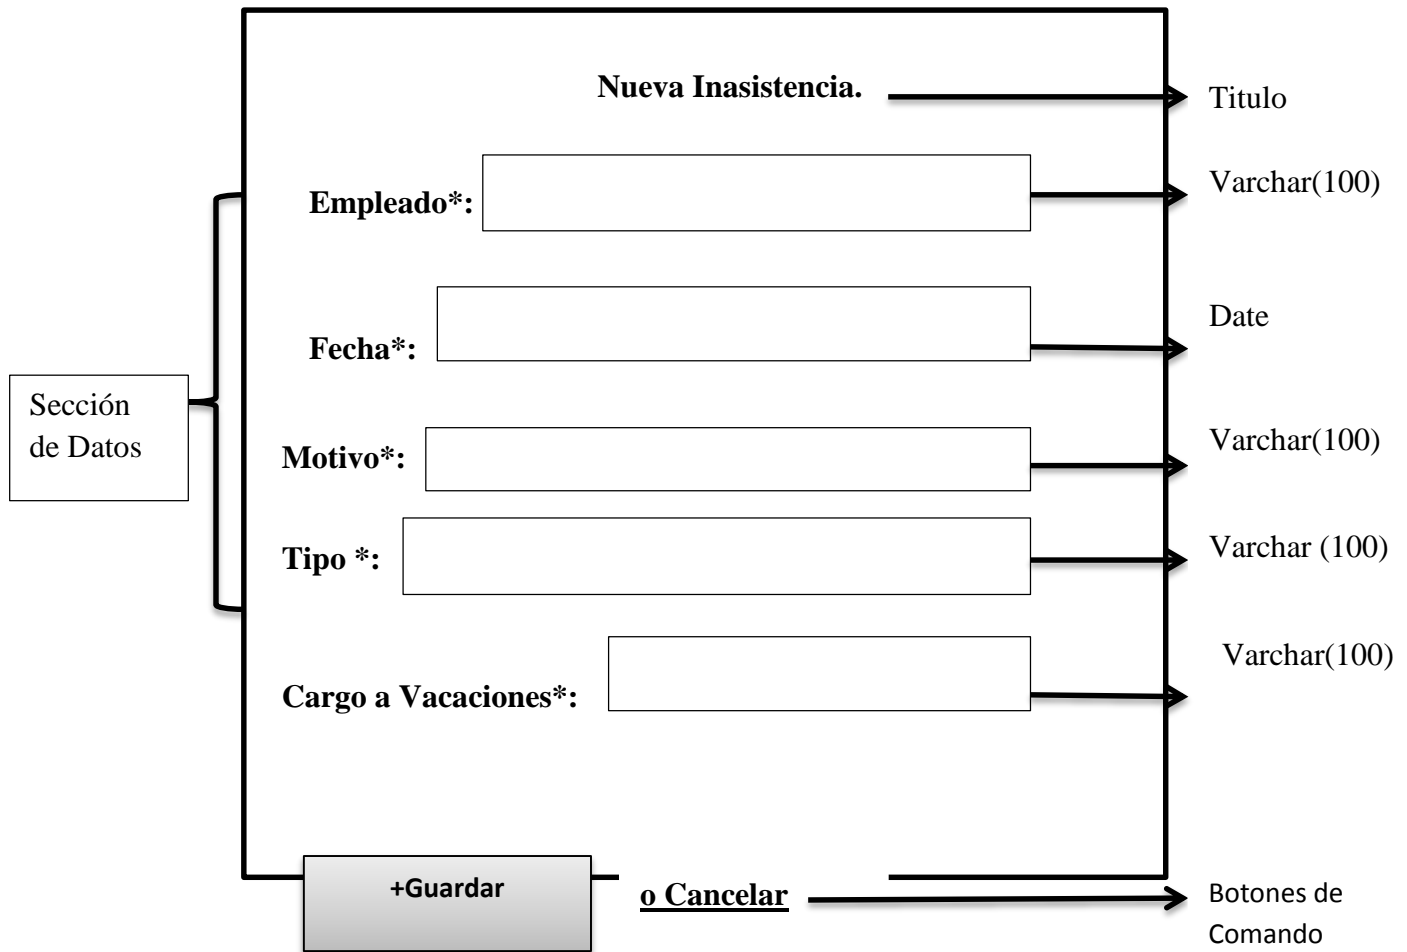 Nueva Inasistencia.
Titulo
Empleado*:
Varchar(100)
Fecha*:
Date
Sección
de Datos
Motivo*:
Varchar(100)
Tipo *:
Varchar (100)
Cargo a Vacaciones*:
Varchar(100)
+Guardar
o Cancelar
Botones de
Comando